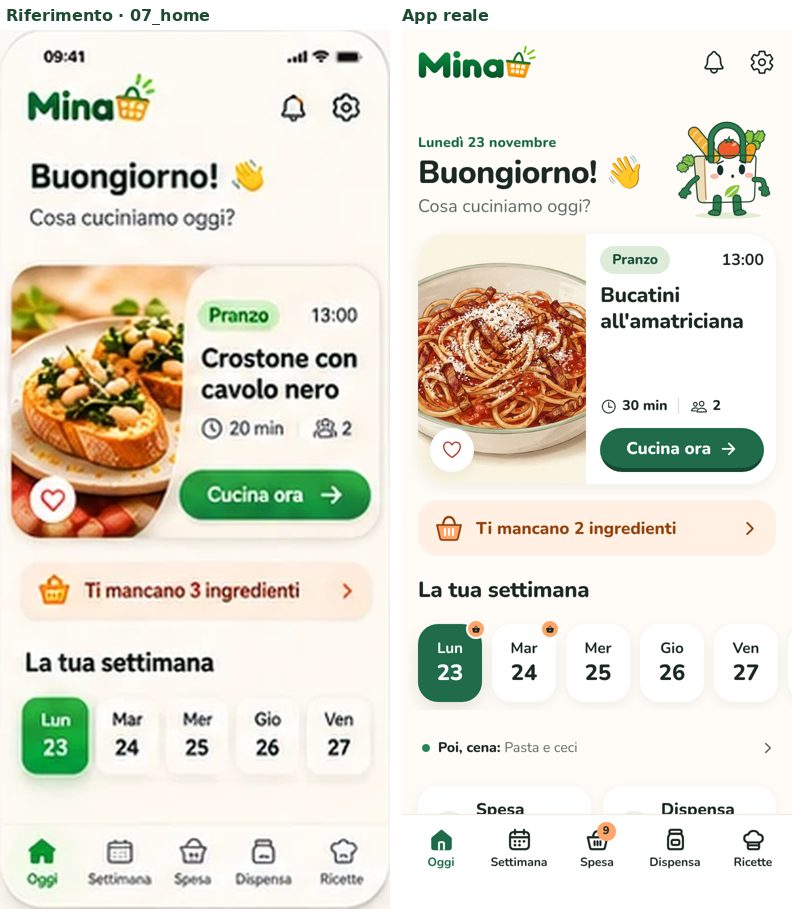 Riferimento · 07_home
09:41
Mina
Buongiorno! 👋
Cosa cuciniamo oggi?
Pranzo 13:00
Crostone con
cavolo nero
20 min 2
Cucina ora →
Ti mancano 3 ingredienti
La tua settimana
Lun Mar Mer Gio Ven
23 24 25 26 27
Oggi Settimana Spesa Dispensa Ricette
App reale
Mina
Lunedì 23 novembre
Buongiorno! 👋
Cosa cuciniamo oggi?
Pranzo 13:00
Bucatini
all'amatriciana
30 min 2
Cucina ora →
Ti mancano 2 ingredienti
La tua settimana
Lun Mar Mer Gio Ven
23 24 25 26 27
Poi, cena: Pasta e ceci
Spesa Dispensa
9
Oggi Settimana Spesa Dispensa Ricette